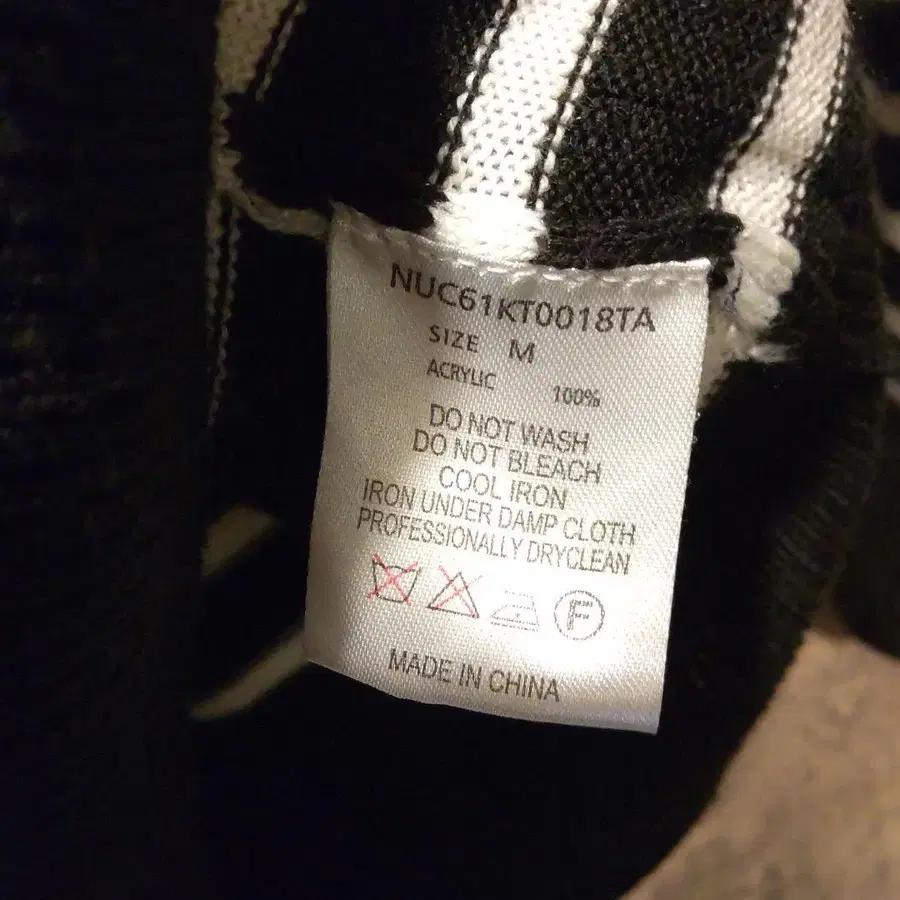 NUC61KT0018TA
SIZE M
ACRYLIC 100%
DO NOT WASH
DO NOT BLEACH
COOL IRON
IRON UNDER DAMP CLOTH
PROFESSIONALLY DRYCLEAN
F
MADE IN CHINA